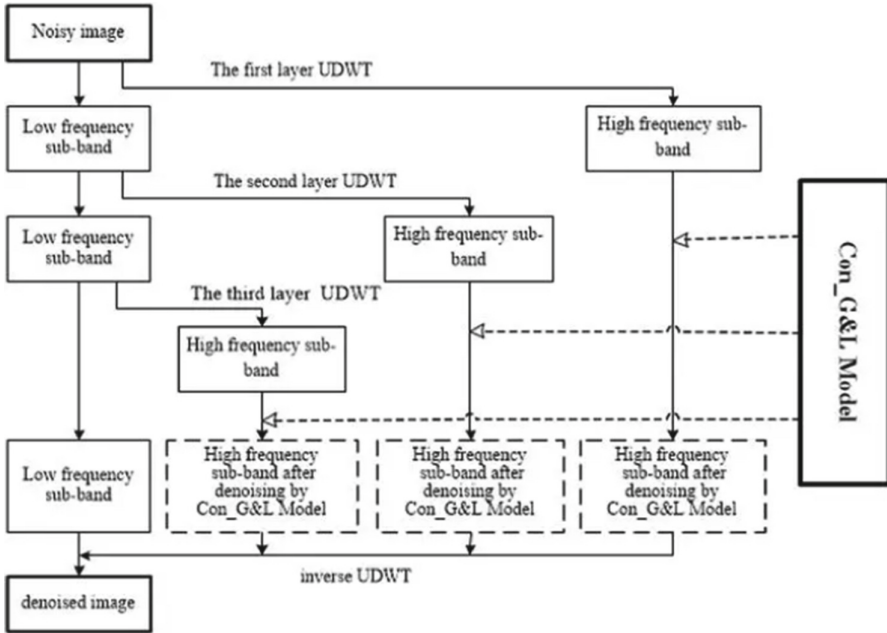 Noisy image
The first layer UDWT
Low frequency
sub-band
High frequency sub-
band
The second layer UDWT
Low frequency
sub-band
High frequency sub-
band
The third layer UDWT
High frequency sub-
band
Con_G&L Model
Low frequency
sub-band
High frequency
sub-band after
denoising by
Con_G&L Model
High frequency
sub-band after
denoising by
Con_G&L Model
High frequency
sub-band after
denoising by
Con_G&L Model
inverse UDWT
denoised image